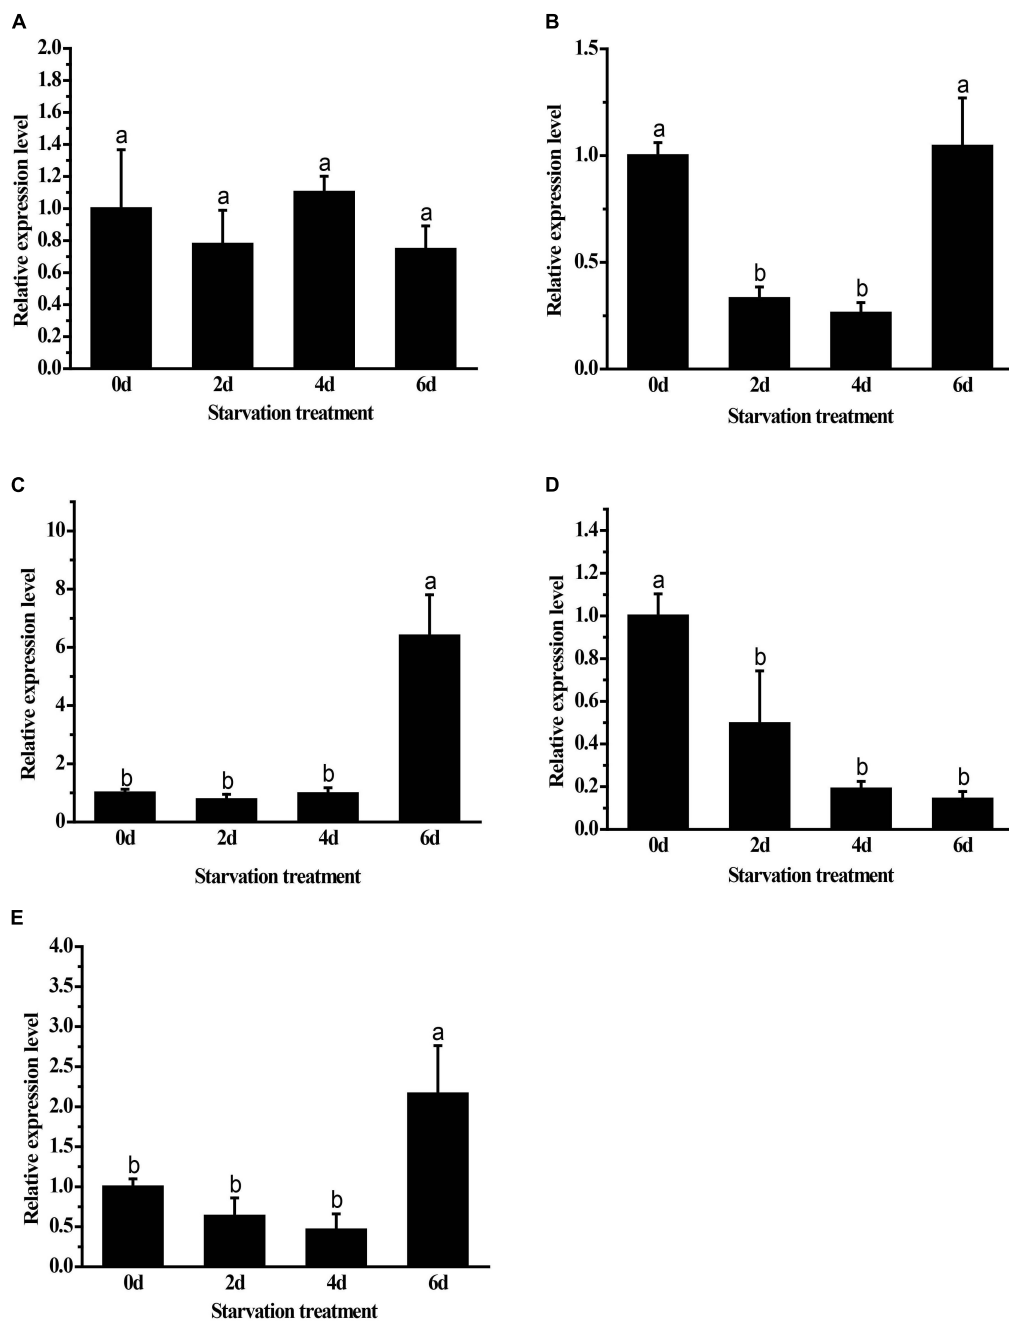 A
Relative expression level
2.0
1.8
1.6
1.4
1.2
1.0
0.8
0.6
0.4
0.2
0.0
a
a
a
a
0d 2d 4d 6d
Starvation treatment
B
Relative expression level
1.5
1.0
0.5
0.0
a
b
b
a
0d 2d 4d 6d
Starvation treatment
C
Relative expression level
10
8
6
4
2
0
b
b
b
a
0d 2d 4d 6d
Starvation treatment
D
Relative expression level
1.4
1.2
1.0
0.8
0.6
0.4
0.2
0.0
a
b
b
b
0d 2d 4d 6d
Starvation treatment
E
Relative expression level
4.0
3.5
3.0
2.5
2.0
1.5
1.0
0.5
0.0
b
b
b
a
0d 2d 4d 6d
Starvation treatment